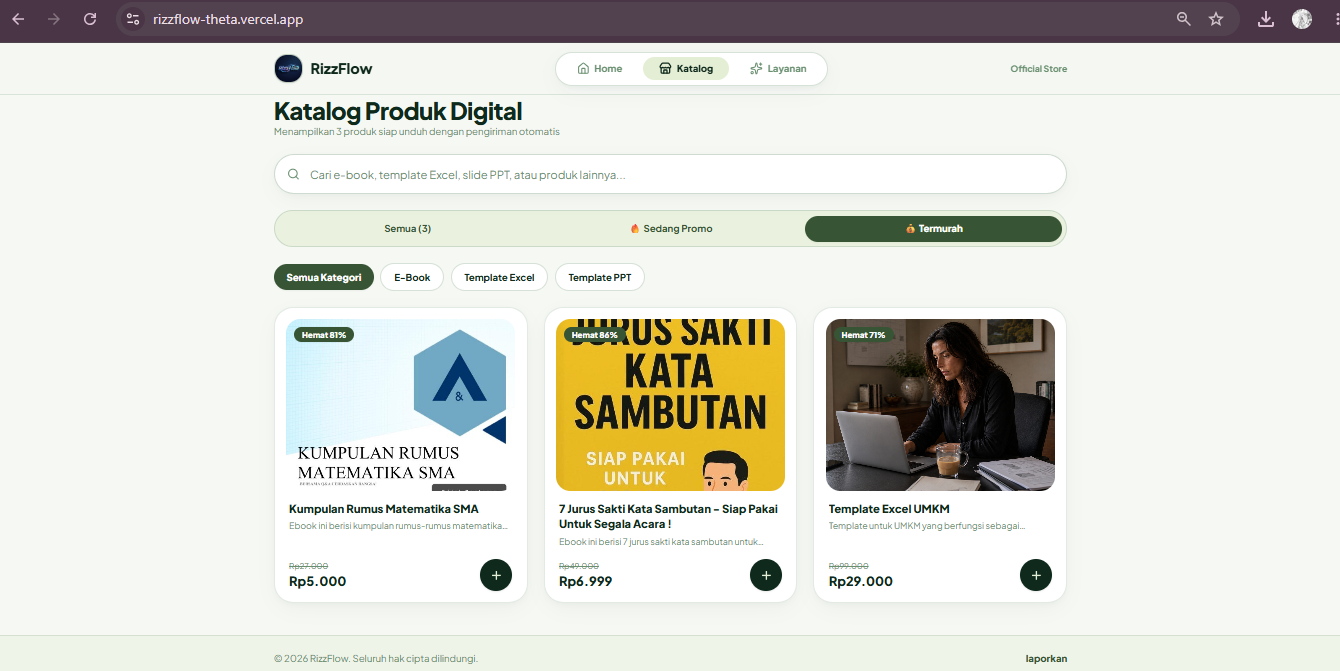 rizzflow-theta.vercel.app
RizzFlow
Home
Katalog
Layanan
Official Store
Katalog Produk Digital
Menampilkan 3 produk siap unduh dengan pengiriman otomatis
Cari e-book, template Excel, slide PPT, atau produk lainnya...
Semua (3)
🔥 Sedang Promo
💰 Termurah
Semua Kategori
E-Book
Template Excel
Template PPT
Hemat 81%
&
KUMPULAN RUMUS
MATEMATIKA SMA
Kumpulan Rumus Matematika SMA
Ebook ini berisi kumpulan rumus-rumus matematika...
Rp27.000
Rp5.000
+
Hemat 86%
JURUS SAKTI
KATA
SAMBUTAN
SIAP PAKAI
UNTUK
7 Jurus Sakti Kata Sambutan - Siap Pakai
Untuk Segala Acara !
Ebook ini berisi 7 jurus sakti kata sambutan untuk...
Rp49.000
Rp6.999
+
Hemat 71%
Template Excel UMKM
Template untuk UMKM yang berfungsi sebagai...
Rp99.000
Rp29.000
+
© 2026 RizzFlow. Seluruh hak cipta dilindungi.
laporkan